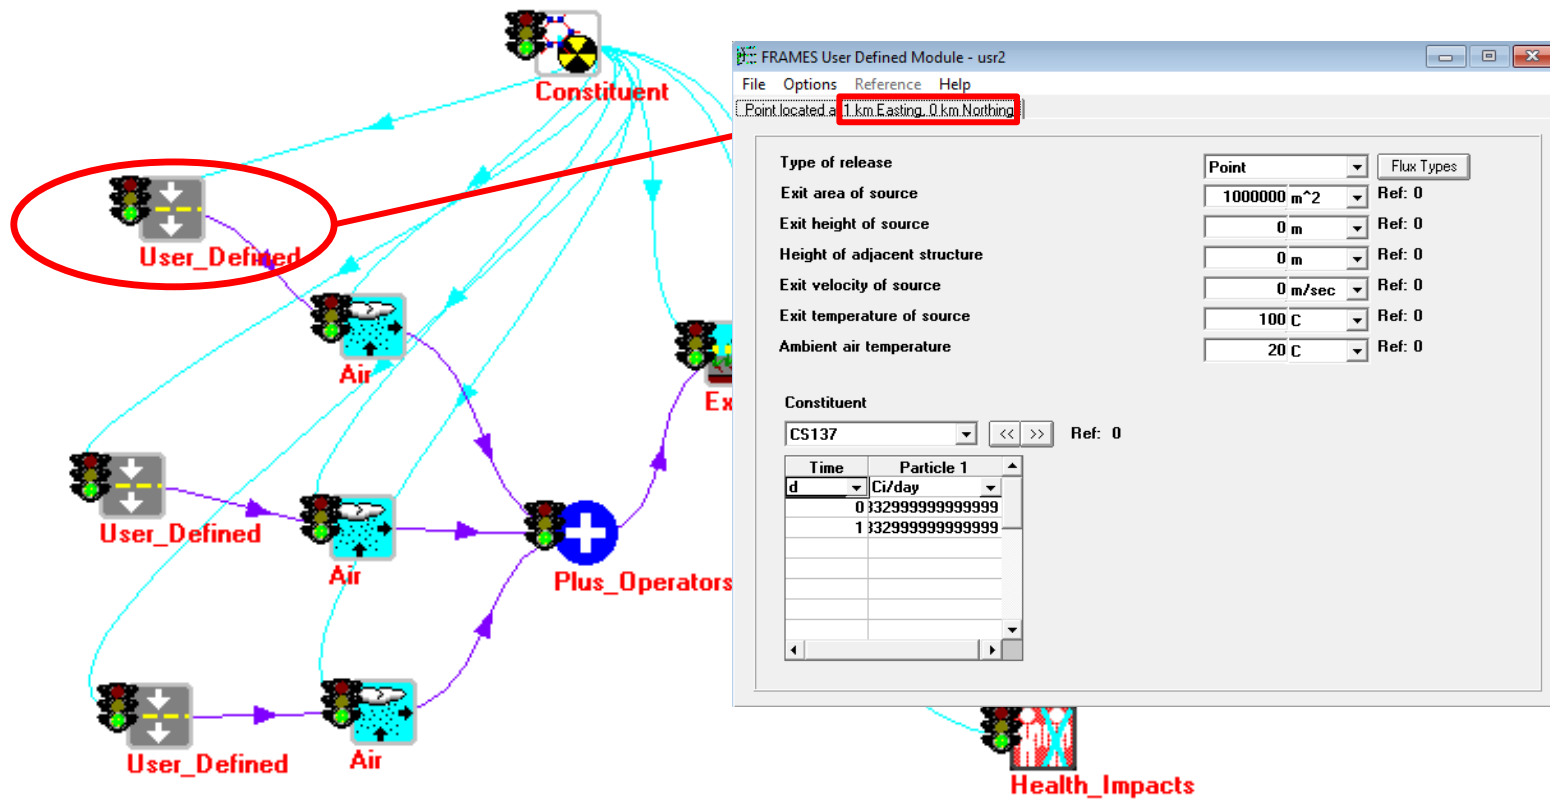 Constituent
User_Defined
Air
Ex
User_Defined
Air
Plus_Operators
User_Defined
Air
Health_Impacts
FRAMES User Defined Module - usr2
File Options Reference Help
Point located a 1 km Easting, 0 km Northing
Type of release Point Flux Types
Exit area of source 1000000 m^2 Ref: 0
Exit height of source 0 m Ref: 0
Height of adjacent structure 0 m Ref: 0
Exit velocity of source 0 m/sec Ref: 0
Exit temperature of source 100 C Ref: 0
Ambient air temperature 20 C Ref: 0
Constituent
CS137 << >> Ref: 0
Time Particle 1
d Ci/day
0 332999999999999
1 332999999999999